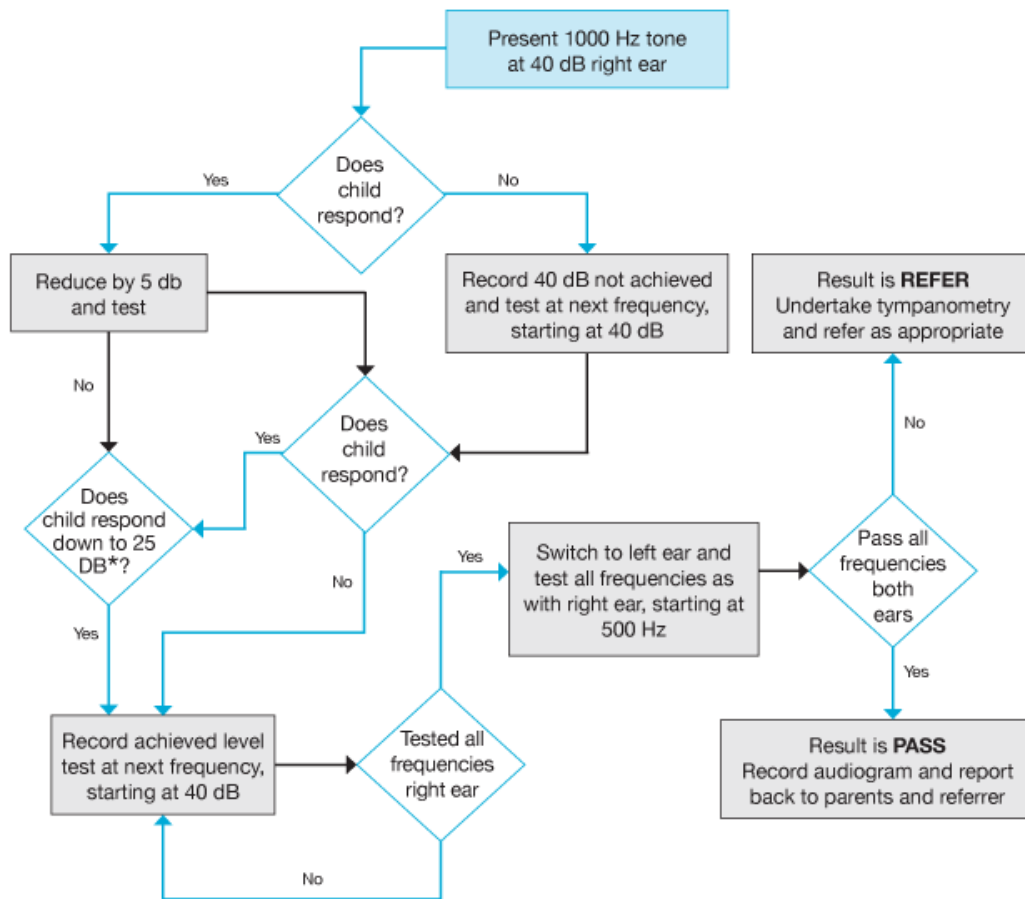 Present 1000 Hz tone
at 40 dB right ear
Does
child
respond?
Yes
No
Reduce by 5 db
and test
Record 40 dB not achieved
and test at next frequency,
starting at 40 dB
Result is REFER
Undertake tympanometry
and refer as appropriate
No
Does
child
respond?
Yes
No
Does
child respond
down to 25
DB*?
Yes
No
Switch to left ear and
test all frequencies as
with right ear, starting at
500 Hz
Yes
Pass all
frequencies
both
ears
Yes
Record achieved level
test at next frequency,
starting at 40 dB
Tested all
frequencies
right ear
No
Result is PASS
Record audiogram and report
back to parents and referrer